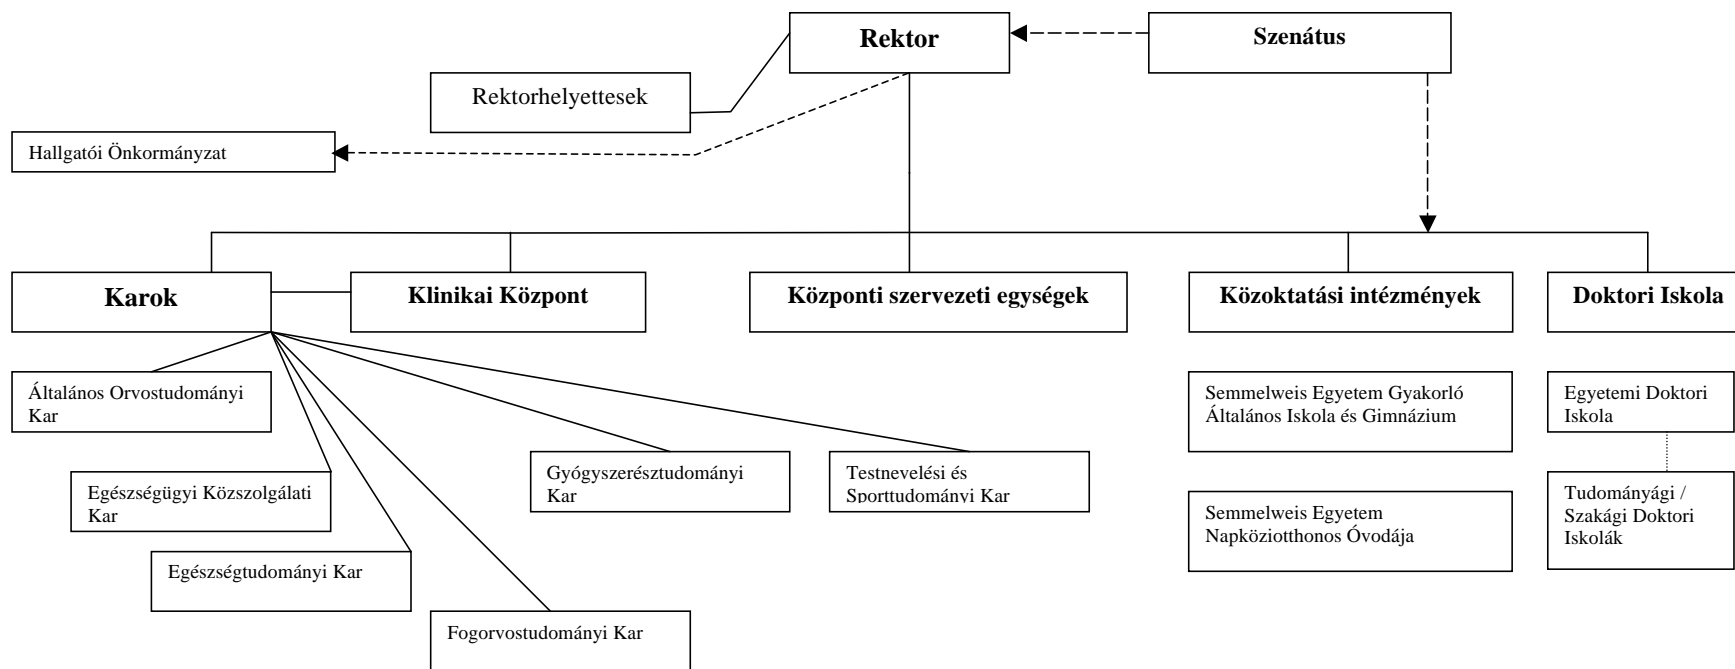 Rektor
Szenátus
Rektorhelyettesek
Hallgatói Önkormányzat
Karok
Klinikai Központ
Központi szervezeti egységek
Közoktatási intézmények
Doktori Iskola
Általános Orvostudományi
Kar
Semmelweis Egyetem Gyakorló
Általános Iskola és Gimnázium
Egyetemi Doktori
Iskola
Egészségügyi Közszolgálati
Kar
Gyógyszerésztudományi
Kar
Testnevelési és
Sporttudományi Kar
Semmelweis Egyetem
Napköziotthonos Óvodája
Tudományági /
Szakági Doktori
Iskolák
Egészségtudományi Kar
Fogorvostudományi Kar